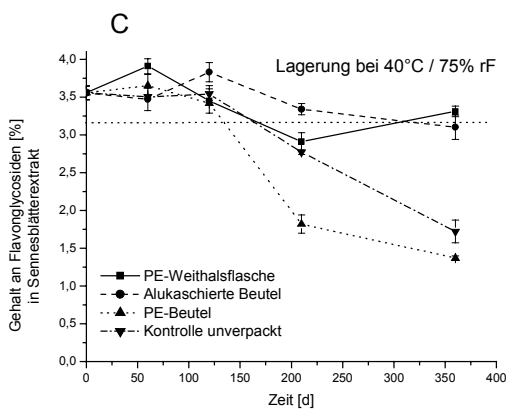 C
Lagerung bei 40°C / 75% rF
Gehalt an Flavonglycosiden [%]
in Sennesblätterextrakt
4,0
3,5
3,0
2,5
2,0
1,5
1,0
0,5
0,0
PE-Weithalsflasche
Alukaschierte Beutel
PE-Beutel
Kontrolle unverpackt
0 50 100 150 200 250 300 350 400
Zeit [d]